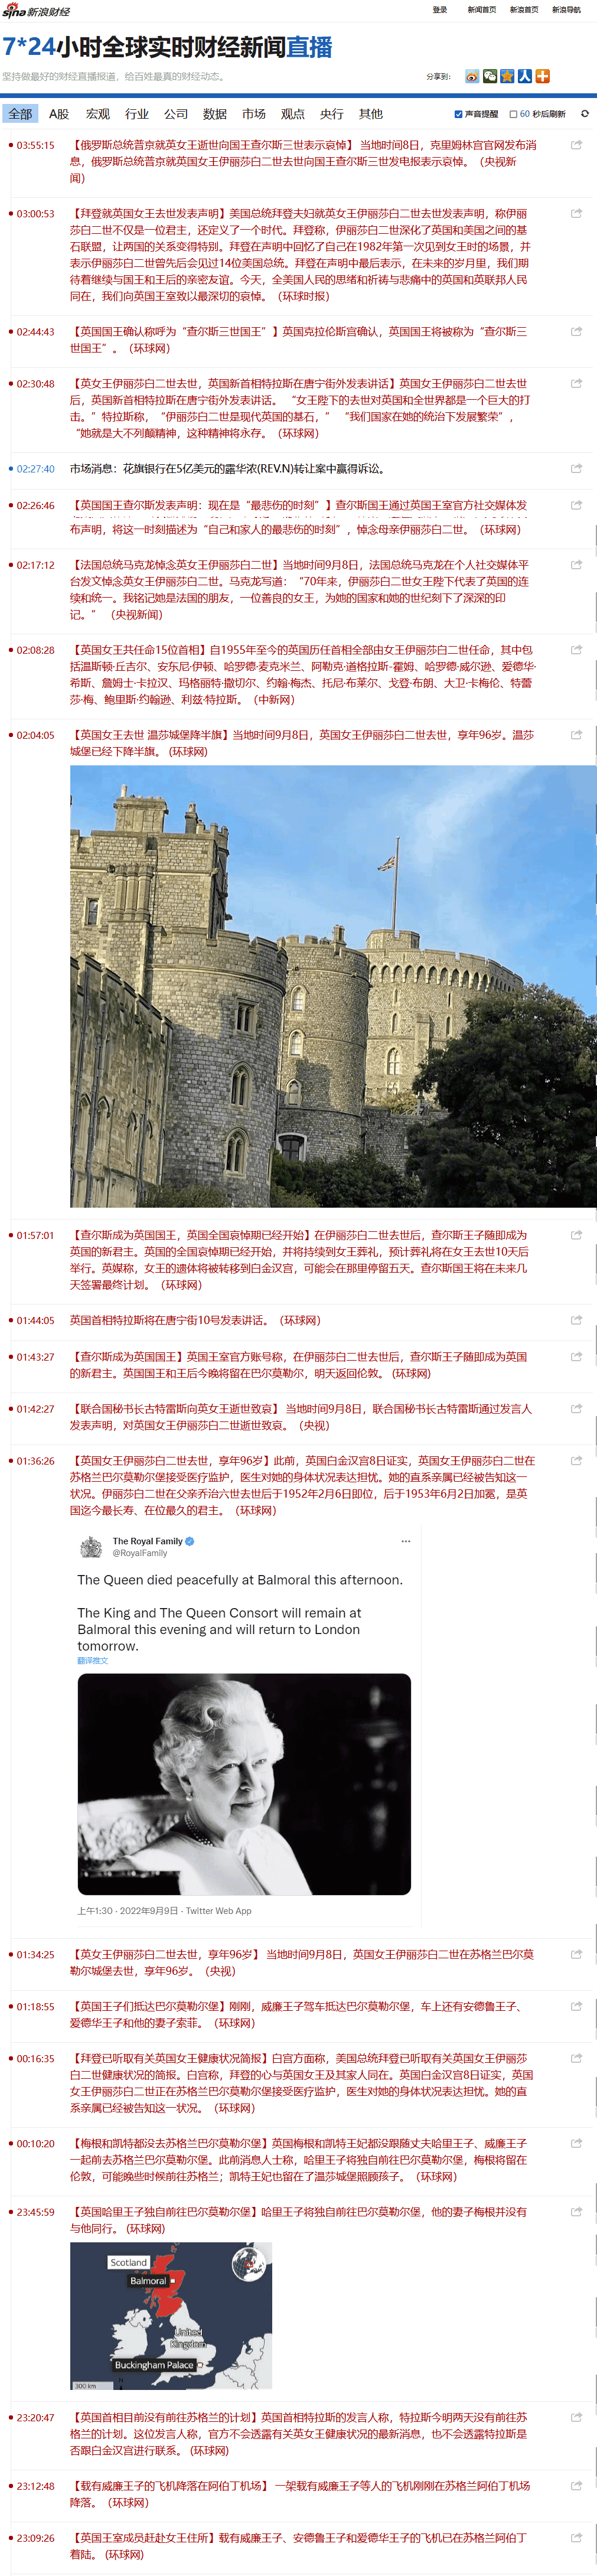 sina新浪财经
登录 新闻首页 新浪首页 新浪导航
7*24小时全球实时财经新闻直播
坚持做最好的财经直播报道，给百姓最真的财经动态。
分享到：
全部 A股 宏观 行业 公司 数据 市场 观点 央行 其他
声音提醒 60 秒后刷新
03:55:15
【俄罗斯总统普京就英女王逝世向国王查尔斯三世表示哀悼】 当地时间8日，克里姆林宫官网发布消
息，俄罗斯总统普京就英国女王伊丽莎白二世去世向国王查尔斯三世发电报表示哀悼。（央视新
闻）
03:00:53
【拜登就英国女王去世发表声明】美国总统拜登夫妇就英女王伊丽莎白二世去世发表声明，称伊丽
莎白二世不仅是一位君主，还定义了一个时代。拜登称，伊丽莎白二世深化了英国和美国之间的基
石联盟，让两国的关系变得特别。拜登在声明中回忆了自己在1982年第一次见到女王时的场景，并
表示伊丽莎白二世曾先后会见过14位美国总统。拜登在声明中最后表示，在未来的岁月里，我们期
待着继续与国王和王后的亲密友谊。今天，全美国人民的思绪和祈祷与悲痛中的英国和英联邦人民
同在，我们向英国王室致以最深切的哀悼。（环球时报）
02:44:43
【英国国王确认称呼为“查尔斯三世国王”】英国克拉伦斯宫确认，英国国王将被称为“查尔斯三
世国王”。（环球网）
02:30:48
【英女王伊丽莎白二世去世，英国新首相特拉斯在唐宁街外发表讲话】英国女王伊丽莎白二世去世
后，英国新首相特拉斯在唐宁街外发表讲话。 “女王陛下的去世对英国和全世界都是一个巨大的打
击。”特拉斯称，“伊丽莎白二世是现代英国的基石，” “我们国家在她的统治下发展繁荣”，
“她就是大不列颠精神，这种精神将永存。（环球网）
02:27:40
市场消息：花旗银行在5亿美元的露华浓(REV.N)转让案中赢得诉讼。
02:26:46
【英国国王查尔斯发表声明：现在是“最悲伤的时刻”】查尔斯国王通过英国王室官方社交媒体发
布声明，将这一时刻描述为“自己和家人的最悲伤的时刻”，悼念母亲伊丽莎白二世。（环球网）
02:17:12
【法国总统马克龙悼念英女王伊丽莎白二世】当地时间9月8日，法国总统马克龙在个人社交媒体平
台发文悼念英女王伊丽莎白二世。马克龙写道：“70年来，伊丽莎白二世女王陛下代表了英国的连
续和统一。我铭记她是法国的朋友，一位善良的女王，为她的国家和她的世纪刻下了深深的印
记。”（央视新闻）
02:08:28
【英国女王共任命15位首相】自1955年至今的英国历任首相全部由女王伊丽莎白二世任命，其中包
括温斯顿·丘吉尔、安东尼·伊顿、哈罗德·麦克米兰、阿勒克·道格拉斯-霍姆、哈罗德·威尔逊、爱德华·
希斯、詹姆士·卡拉汉、玛格丽特·撒切尔、约翰·梅杰、托尼·布莱尔、戈登·布朗、大卫·卡梅伦、特蕾
莎·梅、鲍里斯·约翰逊、利兹·特拉斯。（中新网）
02:04:05
【英国女王去世 温莎城堡降半旗】当地时间9月8日，英国女王伊丽莎白二世去世，享年96岁。温莎
城堡已经下降半旗。（环球网）
01:57:01
【查尔斯成为英国国王，英国全国哀悼期已经开始】在伊丽莎白二世去世后，查尔斯王子随即成为
英国的新君主。英国的全国哀悼期已经开始，并将持续到女王葬礼，预计葬礼将在女王去世10天后
举行。英媒称，女王的遗体将被转移到白金汉宫，可能会在那里停留五天。查尔斯国王将在未来几
天签署最终计划。（环球网）
01:44:05
英国首相特拉斯将在唐宁街10号发表讲话。（环球网）
01:43:27
【查尔斯成为英国国王】英国王室官方账号称，在伊丽莎白二世去世后，查尔斯王子随即成为英国
的新君主。英国国王和王后今晚将留在巴尔莫勒尔，明天返回伦敦。（环球网）
01:42:27
【联合国秘书长古特雷斯向英女王逝世致哀】 当地时间9月8日，联合国秘书长古特雷斯通过发言人
发表声明，对英国女王伊丽莎白二世逝世致哀。（央视）
01:36:26
【英国女王伊丽莎白二世去世，享年96岁】此前，英国白金汉宫8日证实，英国女王伊丽莎白二世在
苏格兰巴尔莫勒尔堡接受医疗监护，医生对她的身体状况表达担忧。她的直系亲属已经被告知这一
状况。伊丽莎白二世在父亲乔治六世去世后于1952年2月6日即位，后于1953年6月2日加冕，是英
国迄今最长寿、在位最久的君主。（环球网）
The Royal Family
@RoyalFamily
The Queen died peacefully at Balmoral this afternoon.
The King and The Queen Consort will remain at
Balmoral this evening and will return to London
tomorrow.
翻译推文
上午1:30 · 2022年9月9日 · Twitter Web App
01:34:25
【英女王伊丽莎白二世去世，享年96岁】 当地时间9月8日，英国女王伊丽莎白二世在苏格兰巴尔莫
勒尔城堡去世，享年96岁。（央视）
01:18:55
【英国王子们抵达巴尔莫勒尔堡】刚刚，威廉王子驾车抵达巴尔莫勒尔堡，车上还有安德鲁王子、
爱德华王子和他的妻子索菲。（环球网）
00:16:35
【拜登已听取有关英国女王健康状况简报】白宫方面称，美国总统拜登已听取有关英国女王伊丽莎
白二世健康状况的简报。白宫称，拜登的心与英国女王及其家人同在。英国白金汉宫8日证实，英国
女王伊丽莎白二世正在苏格兰巴尔莫勒尔堡接受医疗监护，医生对她的身体状况表达担忧。她的直
系亲属已经被告知这一状况。（环球网）
00:10:20
【梅根和凯特都没去苏格兰巴尔莫勒尔堡】英国梅根和凯特王妃都没跟随丈夫哈里王子、威廉王子
一起前去苏格兰巴尔莫勒尔堡。此前消息人士称，哈里王子将独自前往巴尔莫勒尔堡，梅根将留在
伦敦，可能晚些时候前往苏格兰；凯特王妃也留在了温莎城堡照顾孩子。（环球网）
23:45:59
【英国哈里王子独自前往巴尔莫勒尔堡】哈里王子将独自前往巴尔莫勒尔堡，他的妻子梅根并没有
与他同行。（环球网）
Scotland
Balmoral
United
Kingdom
Buckingham Palace
300 km
23:20:47
【英国首相目前没有前往苏格兰的计划】英国首相特拉斯的发言人称，特拉斯今明两天没有前往苏
格兰的计划。这位发言人称，官方不会透露有关英女王健康状况的最新消息，也不会透露特拉斯是
否跟白金汉宫进行联系。（环球网）
23:12:48
【载有威廉王子的飞机降落在阿伯丁机场】 一架载有威廉王子等人的飞机刚刚在苏格兰阿伯丁机场
降落。（环球网）
23:09:26
【英国王室成员赶赴女王住所】载有威廉王子、安德鲁王子和爱德华王子的飞机已在苏格兰阿伯丁
着陆。（环球网）